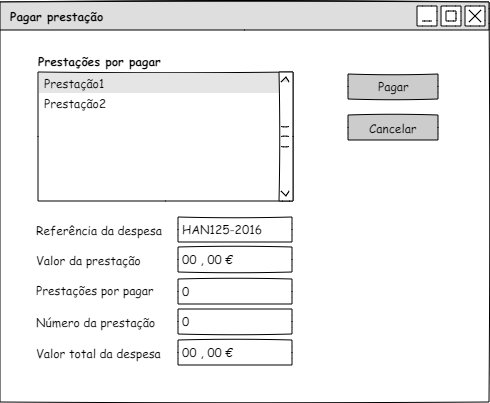 Pagar prestação
Prestações por pagar
Prestação1
Prestação2
Pagar
Cancelar
Referência da despesa HAN125-2016
Valor da prestação 00 , 00 €
Prestações por pagar 0
Número da prestação 0
Valor total da despesa 00 , 00 €